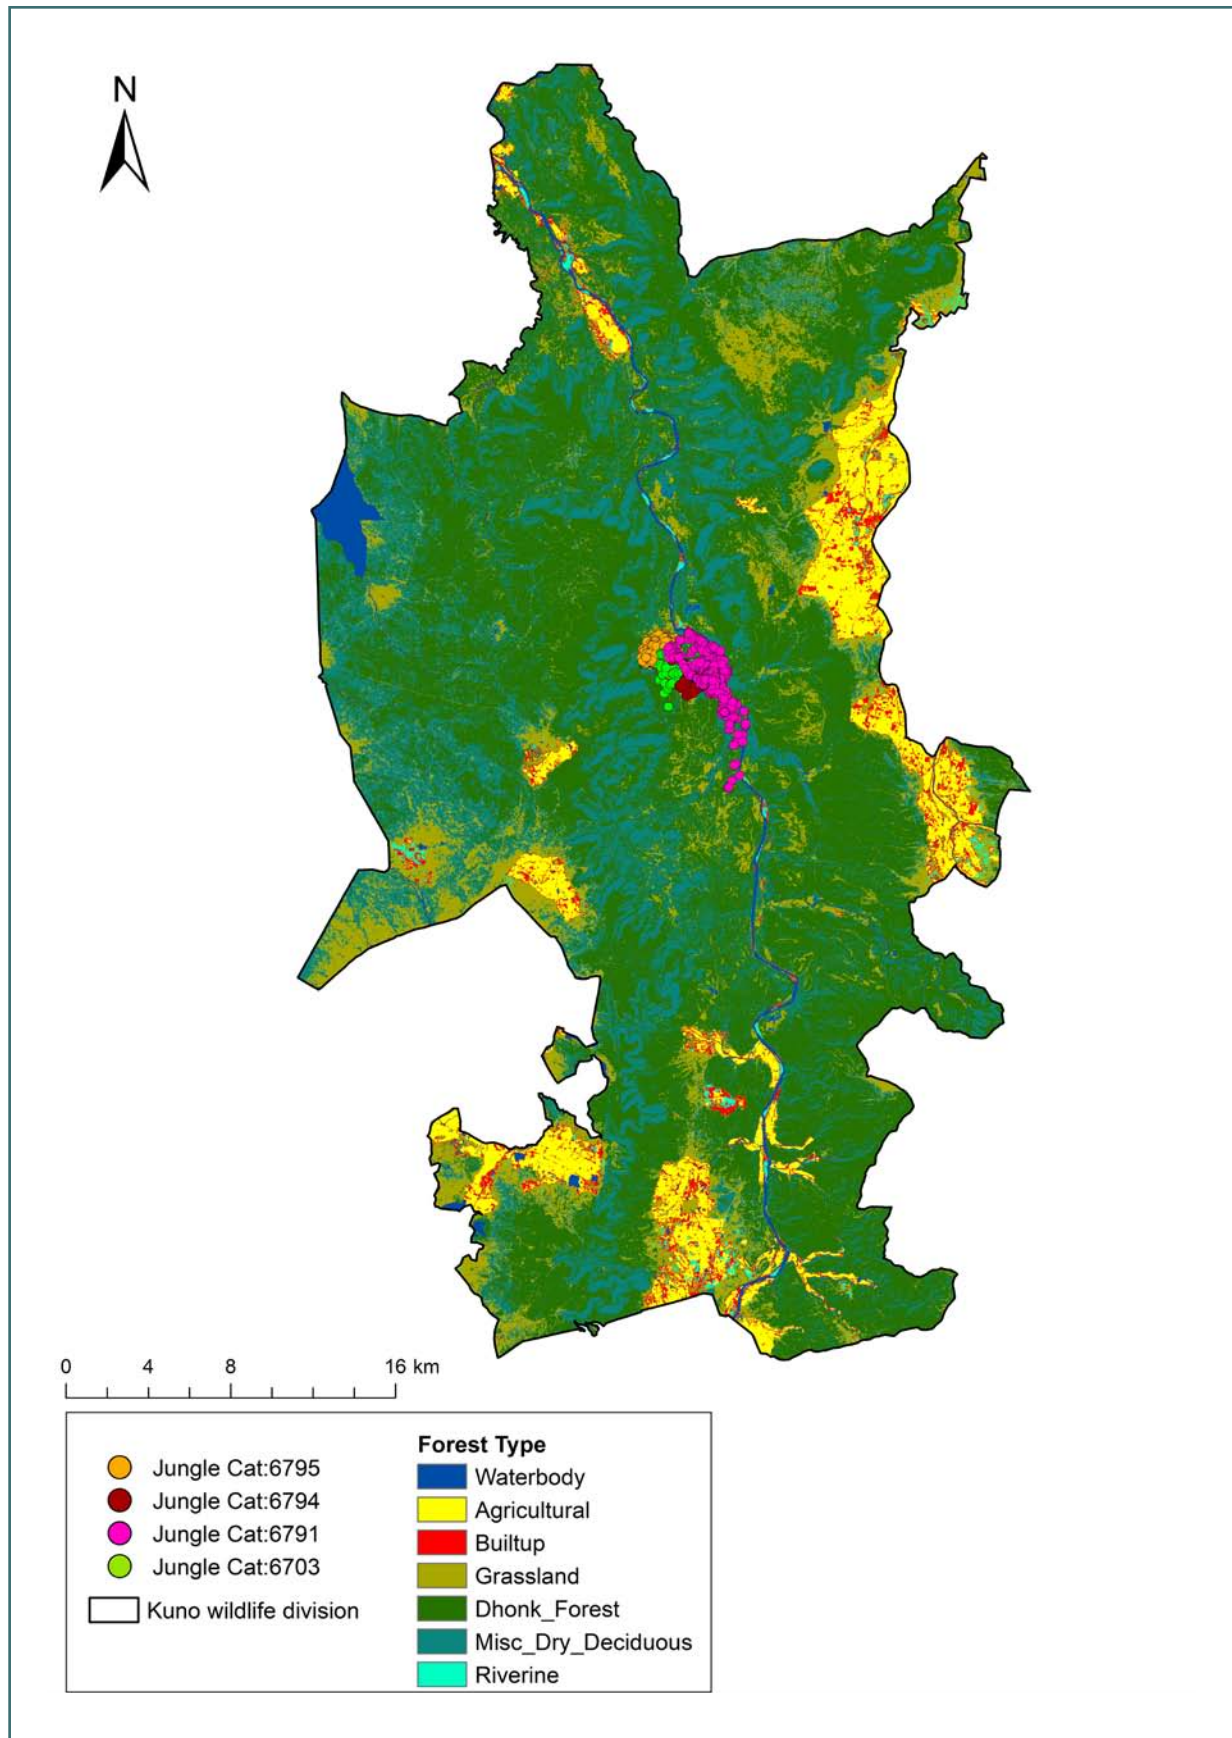 N
0 4 8 16 km
Jungle Cat:6795
Jungle Cat:6794
Jungle Cat:6791
Jungle Cat:6703
Kuno wildlife division
Forest Type
Waterbody
Agricultural
Builtup
Grassland
Dhonk_Forest
Misc_Dry_Deciduous
Riverine